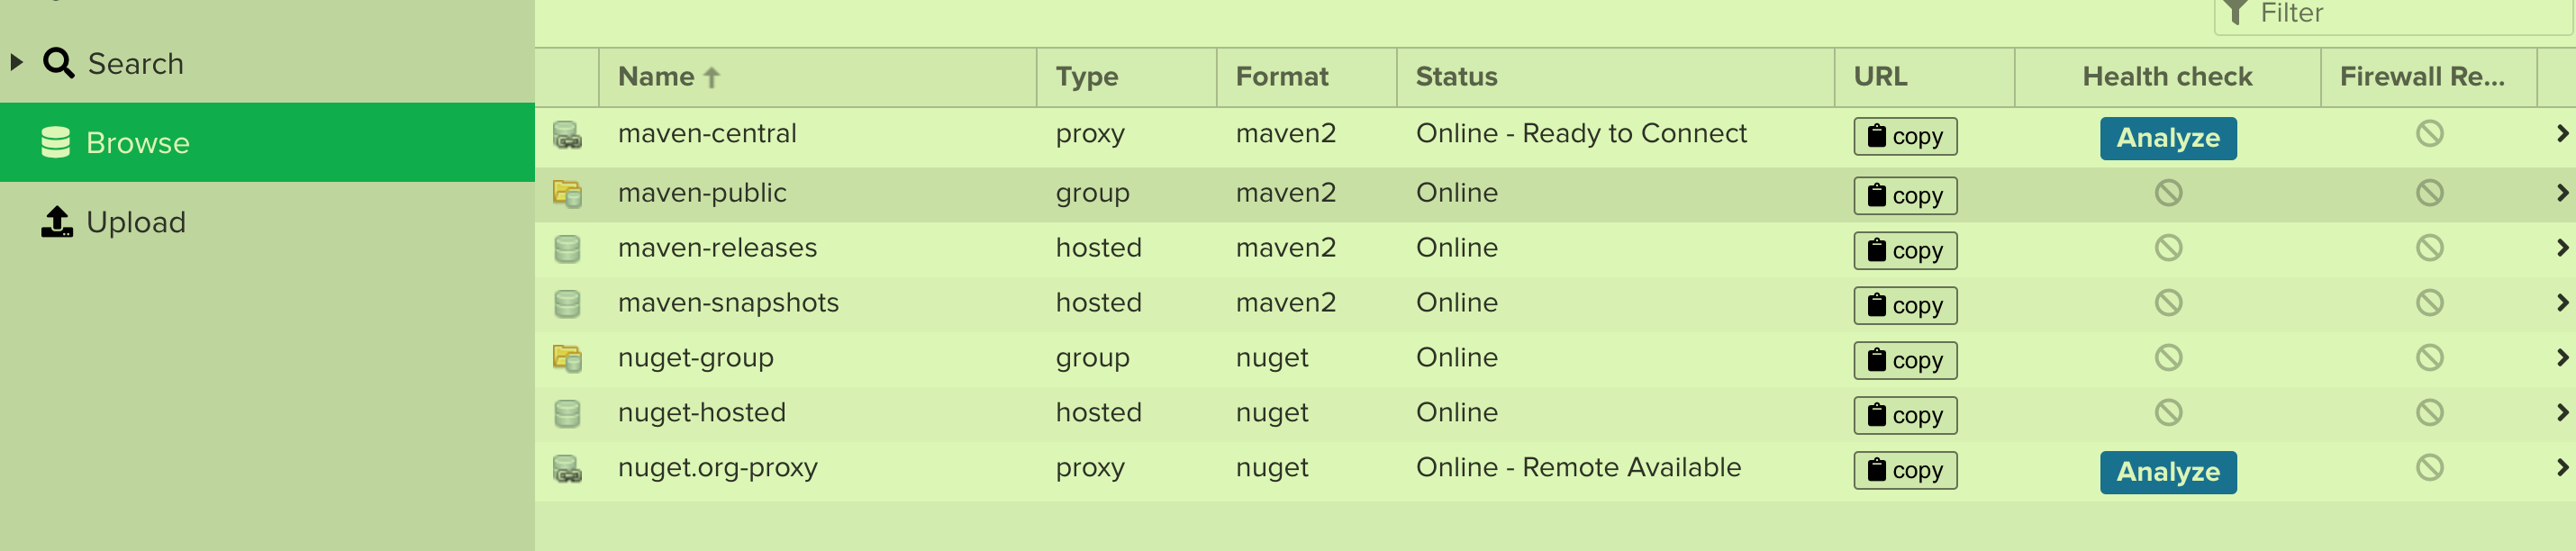 Filter
Search
Browse
Upload
Name Type Format Status URL Health check Firewall Re...
maven-central proxy maven2 Online - Ready to Connect copy Analyze
maven-public group maven2 Online copy
maven-releases hosted maven2 Online copy
maven-snapshots hosted maven2 Online copy
nuget-group group nuget Online copy
nuget-hosted hosted nuget Online copy
nuget.org-proxy proxy nuget Online - Remote Available copy Analyze